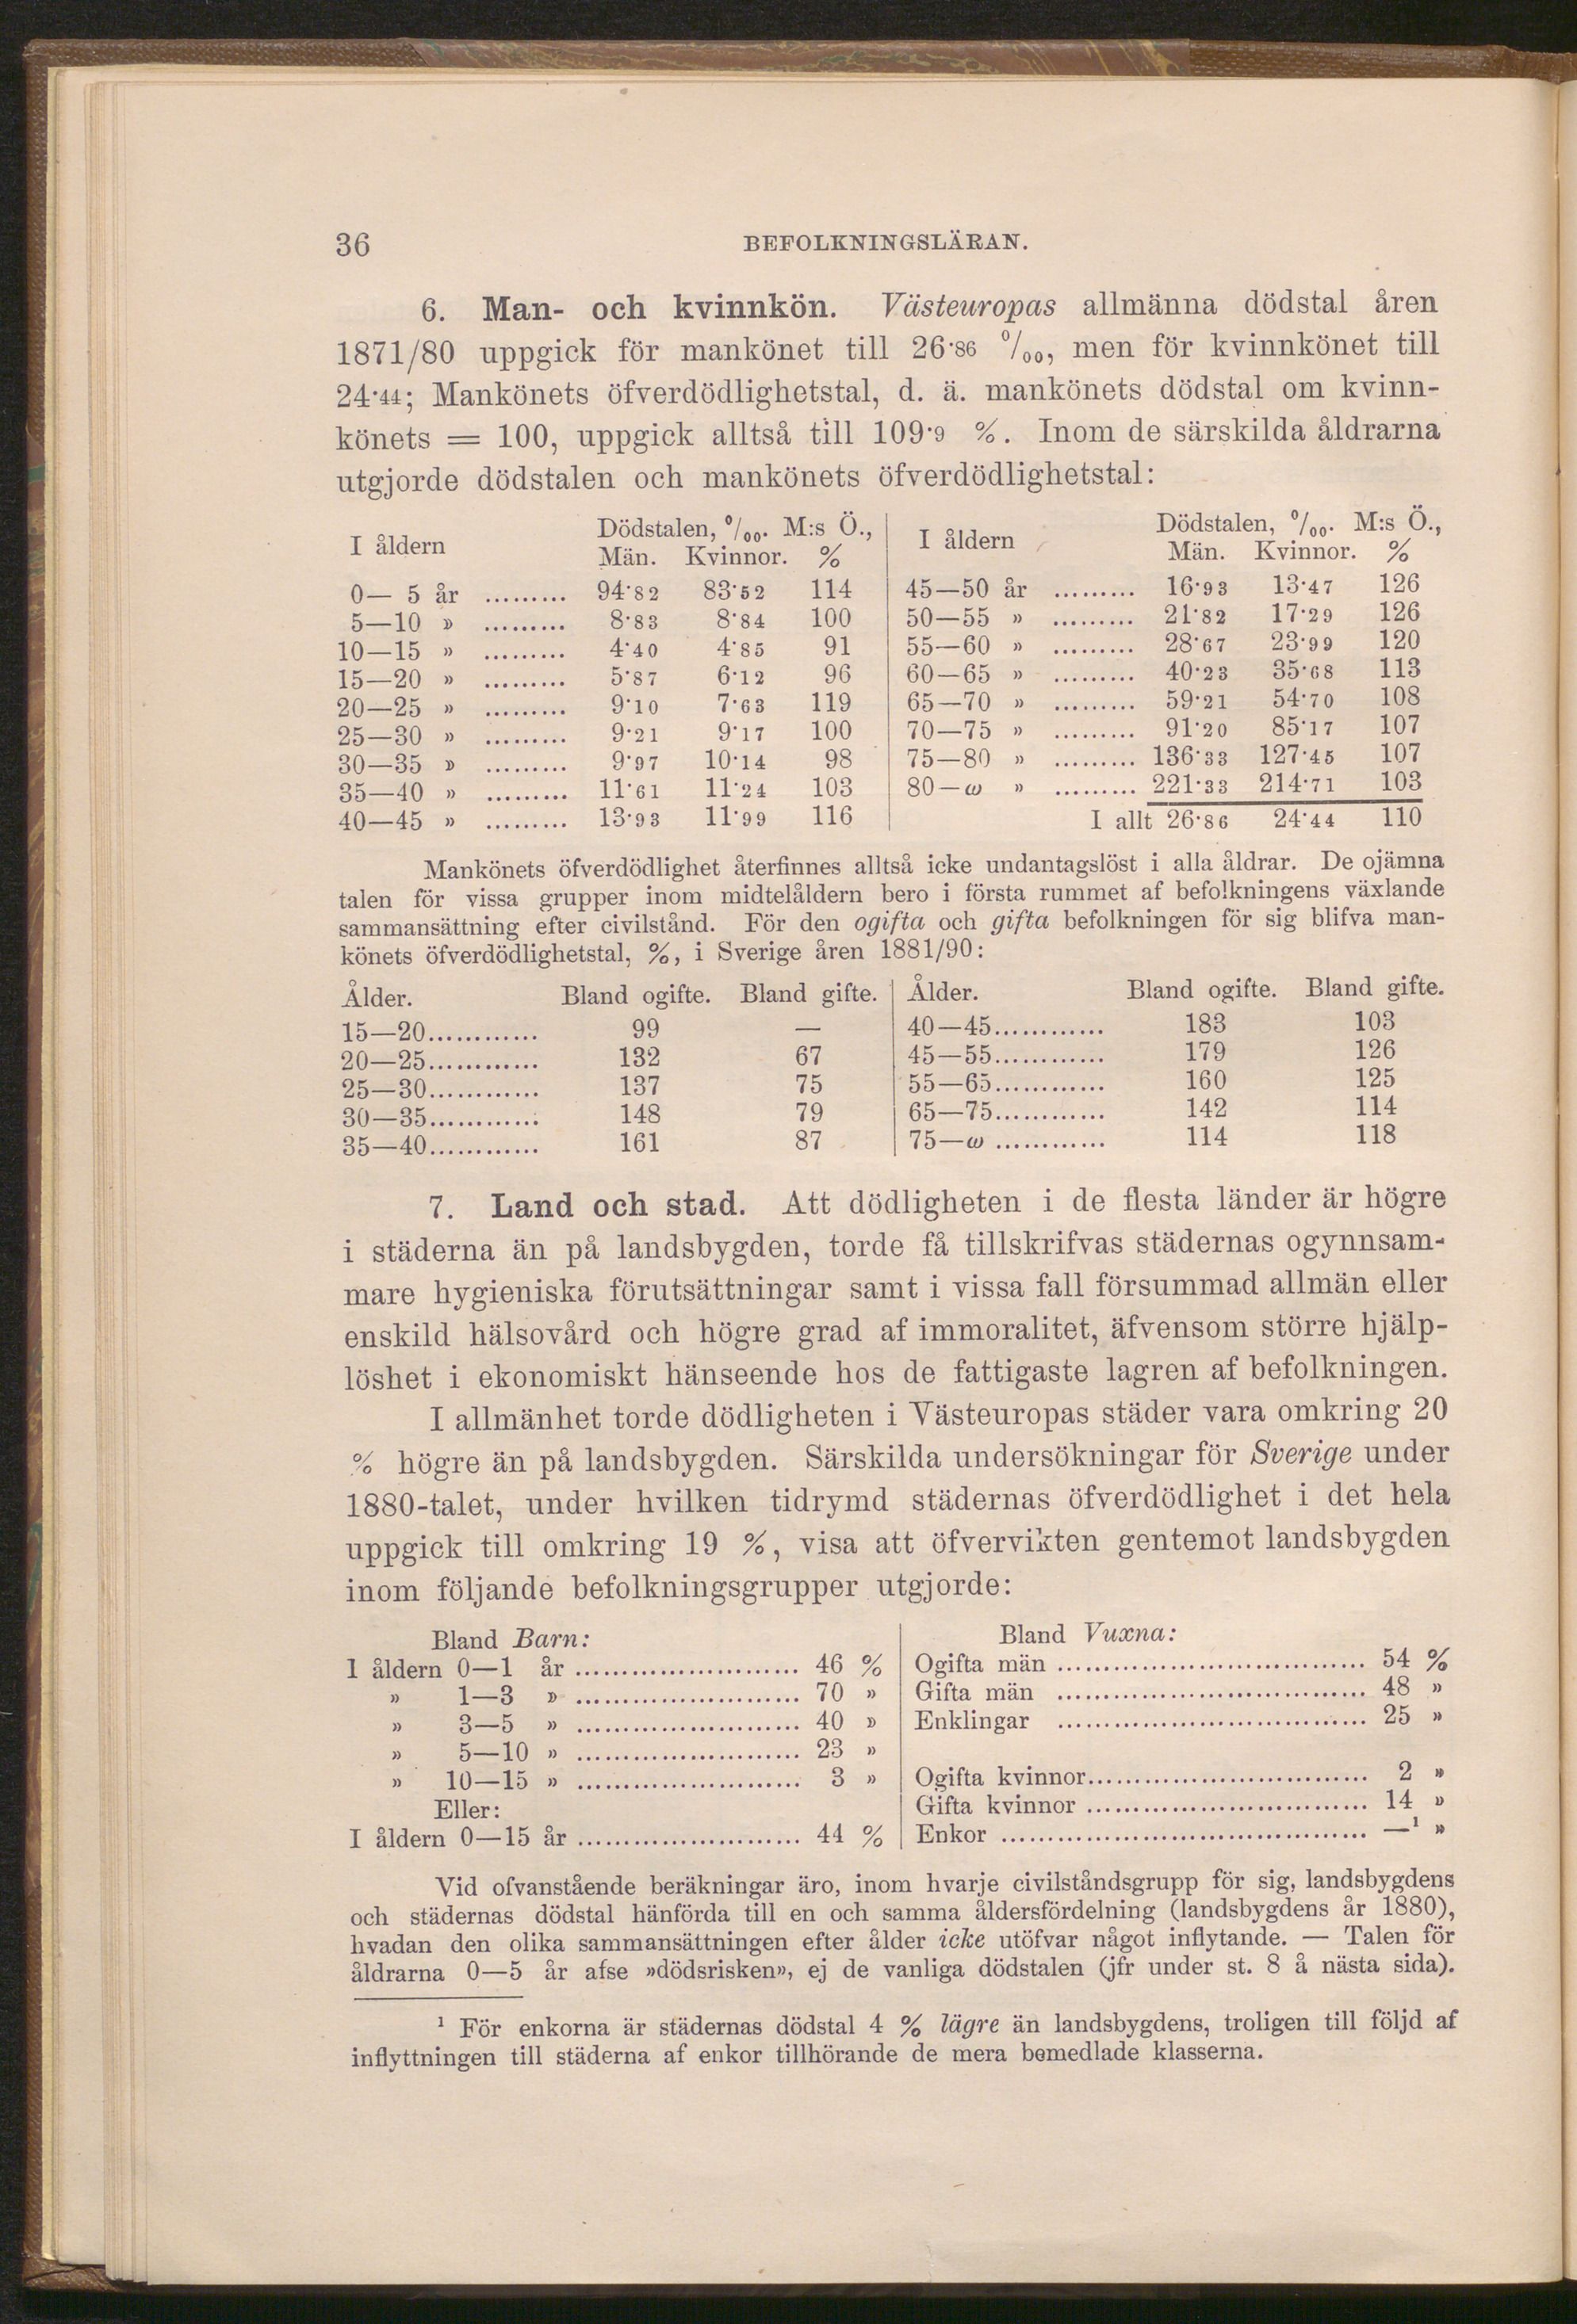 36 BEFOLKNINGSLÄRAN.
6. Man- och kvinnkön. Västeuropas allmänna dödstal åren
1871/80 uppgick för mankönet till 26·86 ⁰/₀₀, men för kvinnkönet till
24·44; Mankönets öfverdödlighetstal, d. ä. mankönets dödstal om kvinn-
könets = 100, uppgick alltså till 109·9 %. Inom de särskilda åldrarna
utgjorde dödstalen och mankönets öfverdödlighetstal:
I åldern Dödstalen, ⁰/₀₀. M:s Ö., I åldern Dödstalen, ⁰/₀₀. M:s Ö.,
Män. Kvinnor. % Män. Kvinnor. %
0— 5 år ......... 94·82 83·52 114 45—50 år ......... 16·93 13·47 126
5—10 » ......... 8·83 8·84 100 50—55 » ......... 21·82 17·29 126
10—15 » ......... 4·40 4·85 91 55—60 » ......... 28·67 23·99 120
15—20 » ......... 5·87 6·12 96 60—65 » ......... 40·23 35·68 113
20—25 » ......... 9·10 7·63 119 65—70 » ......... 59·21 54·70 108
25—30 » ......... 9·21 9·17 100 70—75 » ......... 91·20 85·17 107
30—35 » ......... 9·97 10·14 98 75—80 » ......... 136·33 127·45 107
35—40 » ......... 11·61 11·24 103 80—ω » ......... 221·33 214·71 103
40—45 » ......... 13·93 11·99 116 I allt 26·86 24·44 110
Mankönets öfverdödlighet återfinnes alltså icke undantagslöst i alla åldrar. De ojämna
talen för vissa grupper inom midtelåldern bero i första rummet af befolkningens växlande
sammansättning efter civilstånd. För den ogifta och gifta befolkningen för sig blifva man-
könets öfverdödlighetstal, %, i Sverige åren 1881/90:
Ålder. Bland ogifte. Bland gifte. Ålder. Bland ogifte. Bland gifte.
15—20............ 99 — 40—45............ 183 103
20—25............ 132 67 45—55............ 179 126
25—30............ 137 75 55—65............ 160 125
30—35............ 148 79 65—75............ 142 114
35—40............ 161 87 75—ω ............ 114 118
7. Land och stad. Att dödligheten i de flesta länder är högre
i städerna än på landsbygden, torde få tillskrifvas städernas ogynnsam-
mare hygieniska förutsättningar samt i vissa fall försummad allmän eller
enskild hälsovård och högre grad af immoralitet, äfvensom större hjälp-
löshet i ekonomiskt hänseende hos de fattigaste lagren af befolkningen.
I allmänhet torde dödligheten i Västeuropas städer vara omkring 20
% högre än på landsbygden. Särskilda undersökningar för Sverige under
1880-talet, under hvilken tidrymd städernas öfverdödlighet i det hela
uppgick till omkring 19 %, visa att öfvervikten gentemot landsbygden
inom följande befolkningsgrupper utgjorde:
Bland Barn:
I åldern 0—1 år ........................ 46 %
» 1—3 » ........................ 70 »
» 3—5 » ........................ 40 »
» 5—10 » ........................ 23 »
» 10—15 » ........................ 3 »
Eller:
I åldern 0—15 år ........................ 44 %
Bland Vuxna:
Ogifta män ................................. 54 %
Gifta män ................................. 48 »
Enklingar ................................. 25 »
Ogifta kvinnor.............................. 2 »
Gifta kvinnor .............................. 14 »
Enkor ....................................... —¹ »
Vid ofvanstående beräkningar äro, inom hvarje civilståndsgrupp för sig, landsbygdens
och städernas dödstal hänförda till en och samma åldersfördelning (landsbygdens år 1880),
hvadan den olika sammansättningen efter ålder icke utöfvar något inflytande. — Talen för
åldrarna 0—5 år afse »dödsrisken», ej de vanliga dödstalen (jfr under st. 8 å nästa sida).
¹ För enkorna är städernas dödstal 4 % lägre än landsbygdens, troligen till följd af
inflyttningen till städerna af enkor tillhörande de mera bemedlade klasserna.